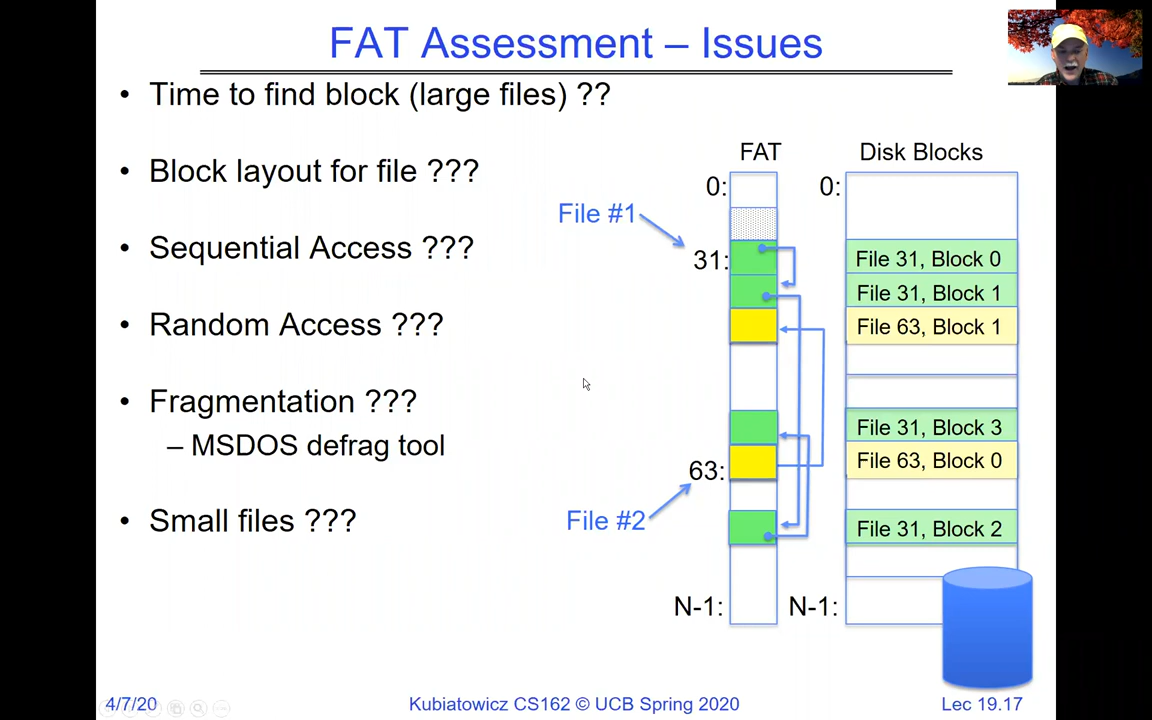 FAT Assessment – Issues
• Time to find block (large files) ??
• Block layout for file ???
• Sequential Access ???
• Random Access ???
• Fragmentation ???
– MSDOS defrag tool
• Small files ???
FAT
Disk Blocks
0:
0:
File #1
31:
File 31, Block 0
File 31, Block 1
File 63, Block 1
File 31, Block 3
63:
File 63, Block 0
File #2
File 31, Block 2
N-1:
N-1:
4/7/20
Kubiatowicz CS162 © UCB Spring 2020
Lec 19.17